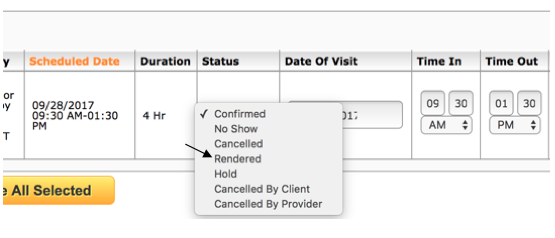 y Scheduled Date Duration Status Date Of Visit Time In Time Out
or
T
09/28/2017
09:30 AM-01:30
PM
4 Hr
✓ Confirmed
No Show
Cancelled
Rendered
Hold
Cancelled By Client
Cancelled By Provider
09 30
AM
01 30
PM
All Selected